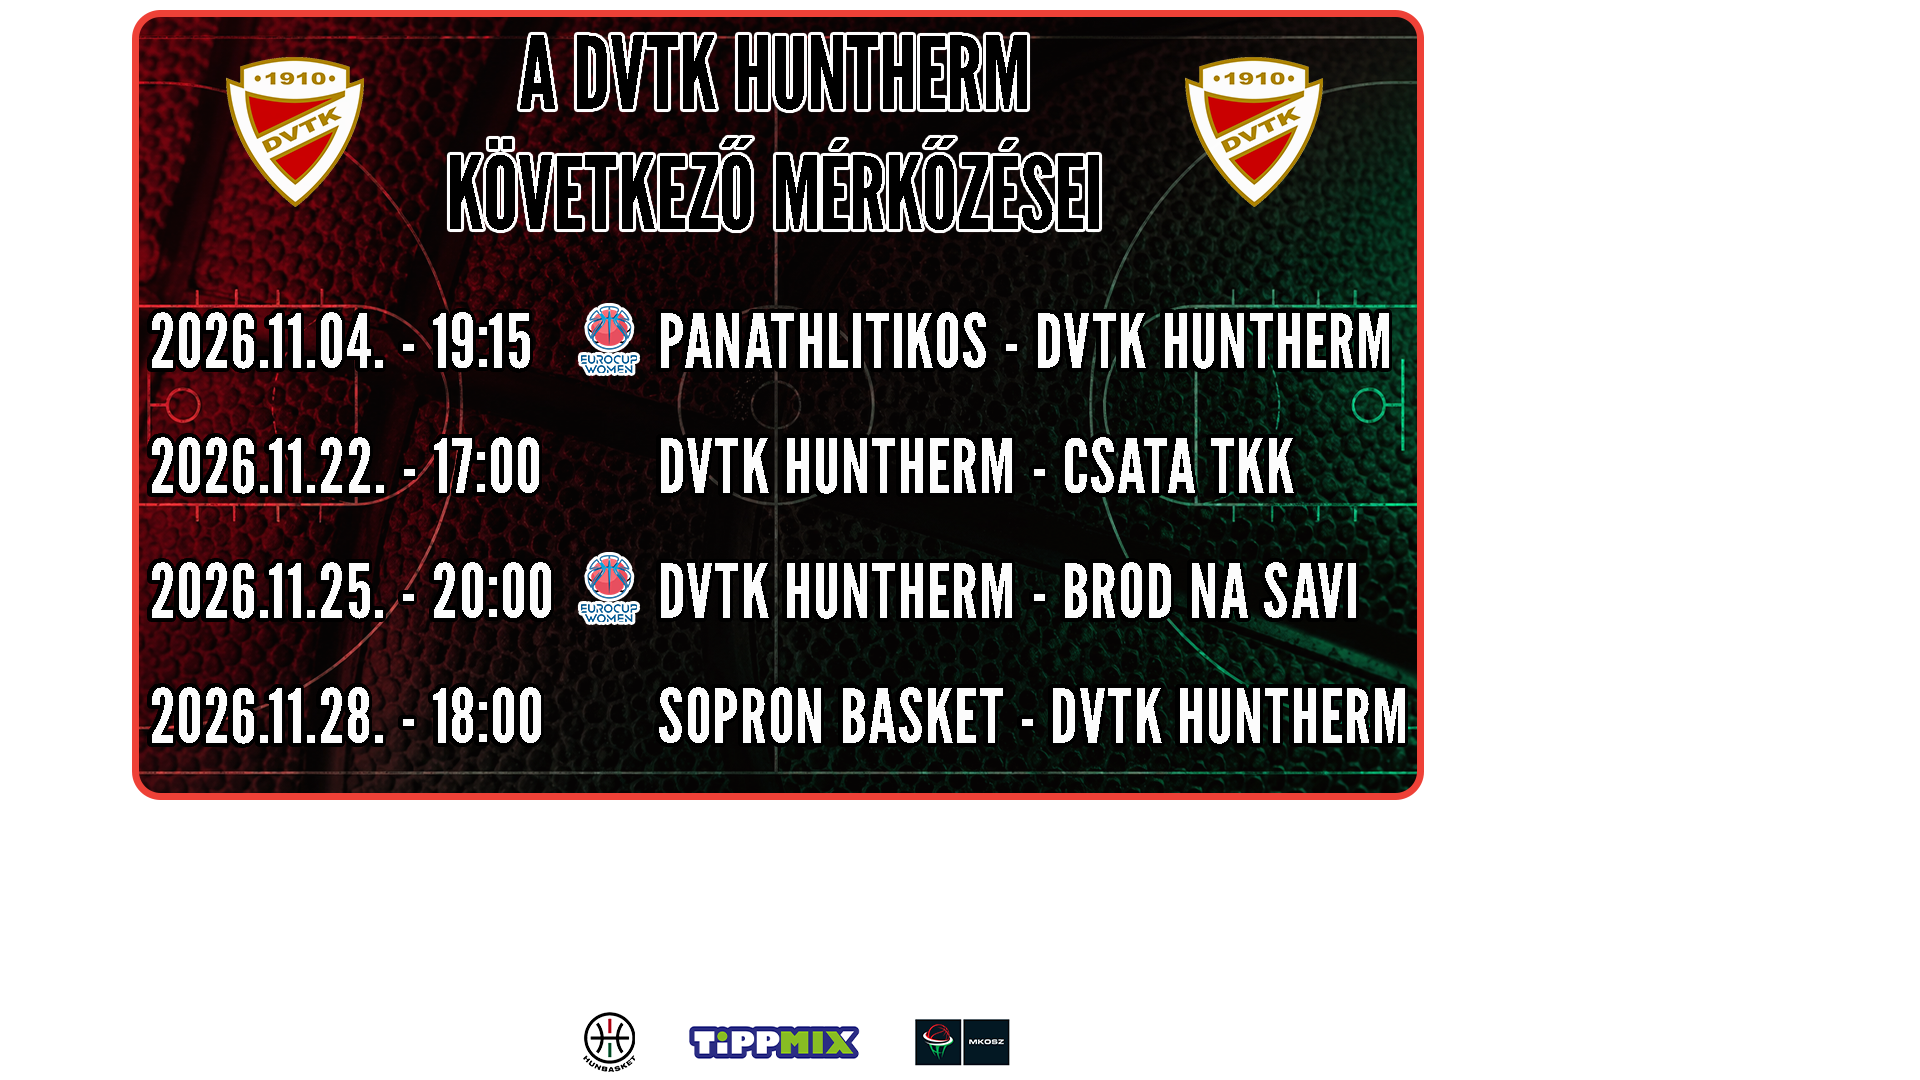 ·1910·
DVTK
A DVTK HUNTHERM
KÖVETKEZŐ MÉRKŐZÉSEI
·1910·
DVTK
2026.11.04. - 19:15 EUROCUP WOMEN PANATHLITIKOS - DVTK HUNTHERM
2026.11.22. - 17:00 DVTK HUNTHERM - CSATA TKK
2026.11.25. - 20:00 EUROCUP WOMEN DVTK HUNTHERM - BROD NA SAVI
2026.11.28. - 18:00 SOPRON BASKET - DVTK HUNTHERM
HUNBASKET
TiPPMIX
MKOSZ